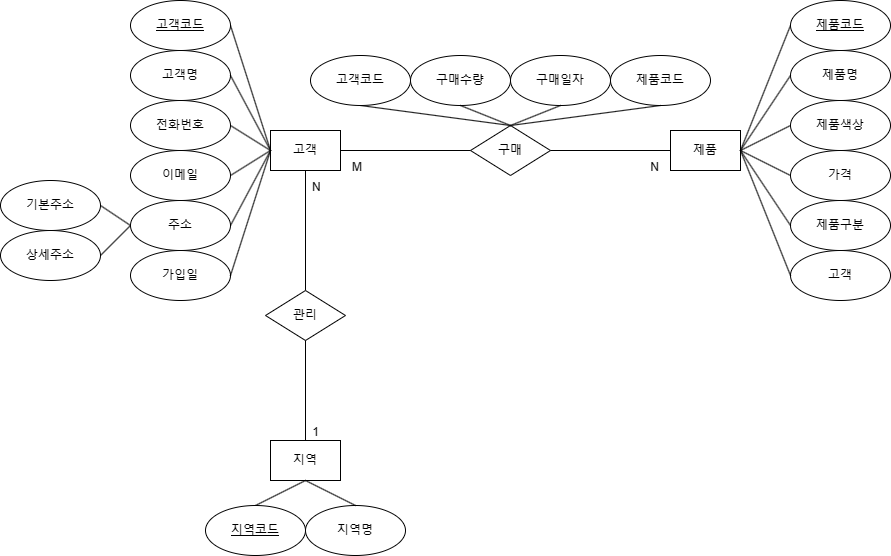 고객코드
고객명
전화번호
이메일
주소
가입일
기본주소
상세주소
고객
M
N
고객코드
구매수량
구매일자
제품코드
구매
N
제품
제품코드
제품명
제품색상
가격
제품구분
고객
관리
1
지역
지역코드
지역명